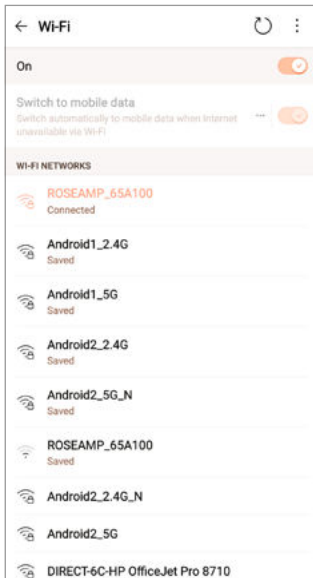 Wi-Fi
On
Switch to mobile data
Switch automatically to mobile data when Internet
unavailable via Wi-Fi
WI-FI NETWORKS
ROSEAMP_65A100
Connected
Android1_2.4G
Saved
Android1_5G
Saved
Android2_2.4G
Saved
Android2_5G_N
Saved
ROSEAMP_65A100
Saved
Android2_2.4G_N
Android2_5G
DIRECT-6C-HP OfficeJet Pro 8710